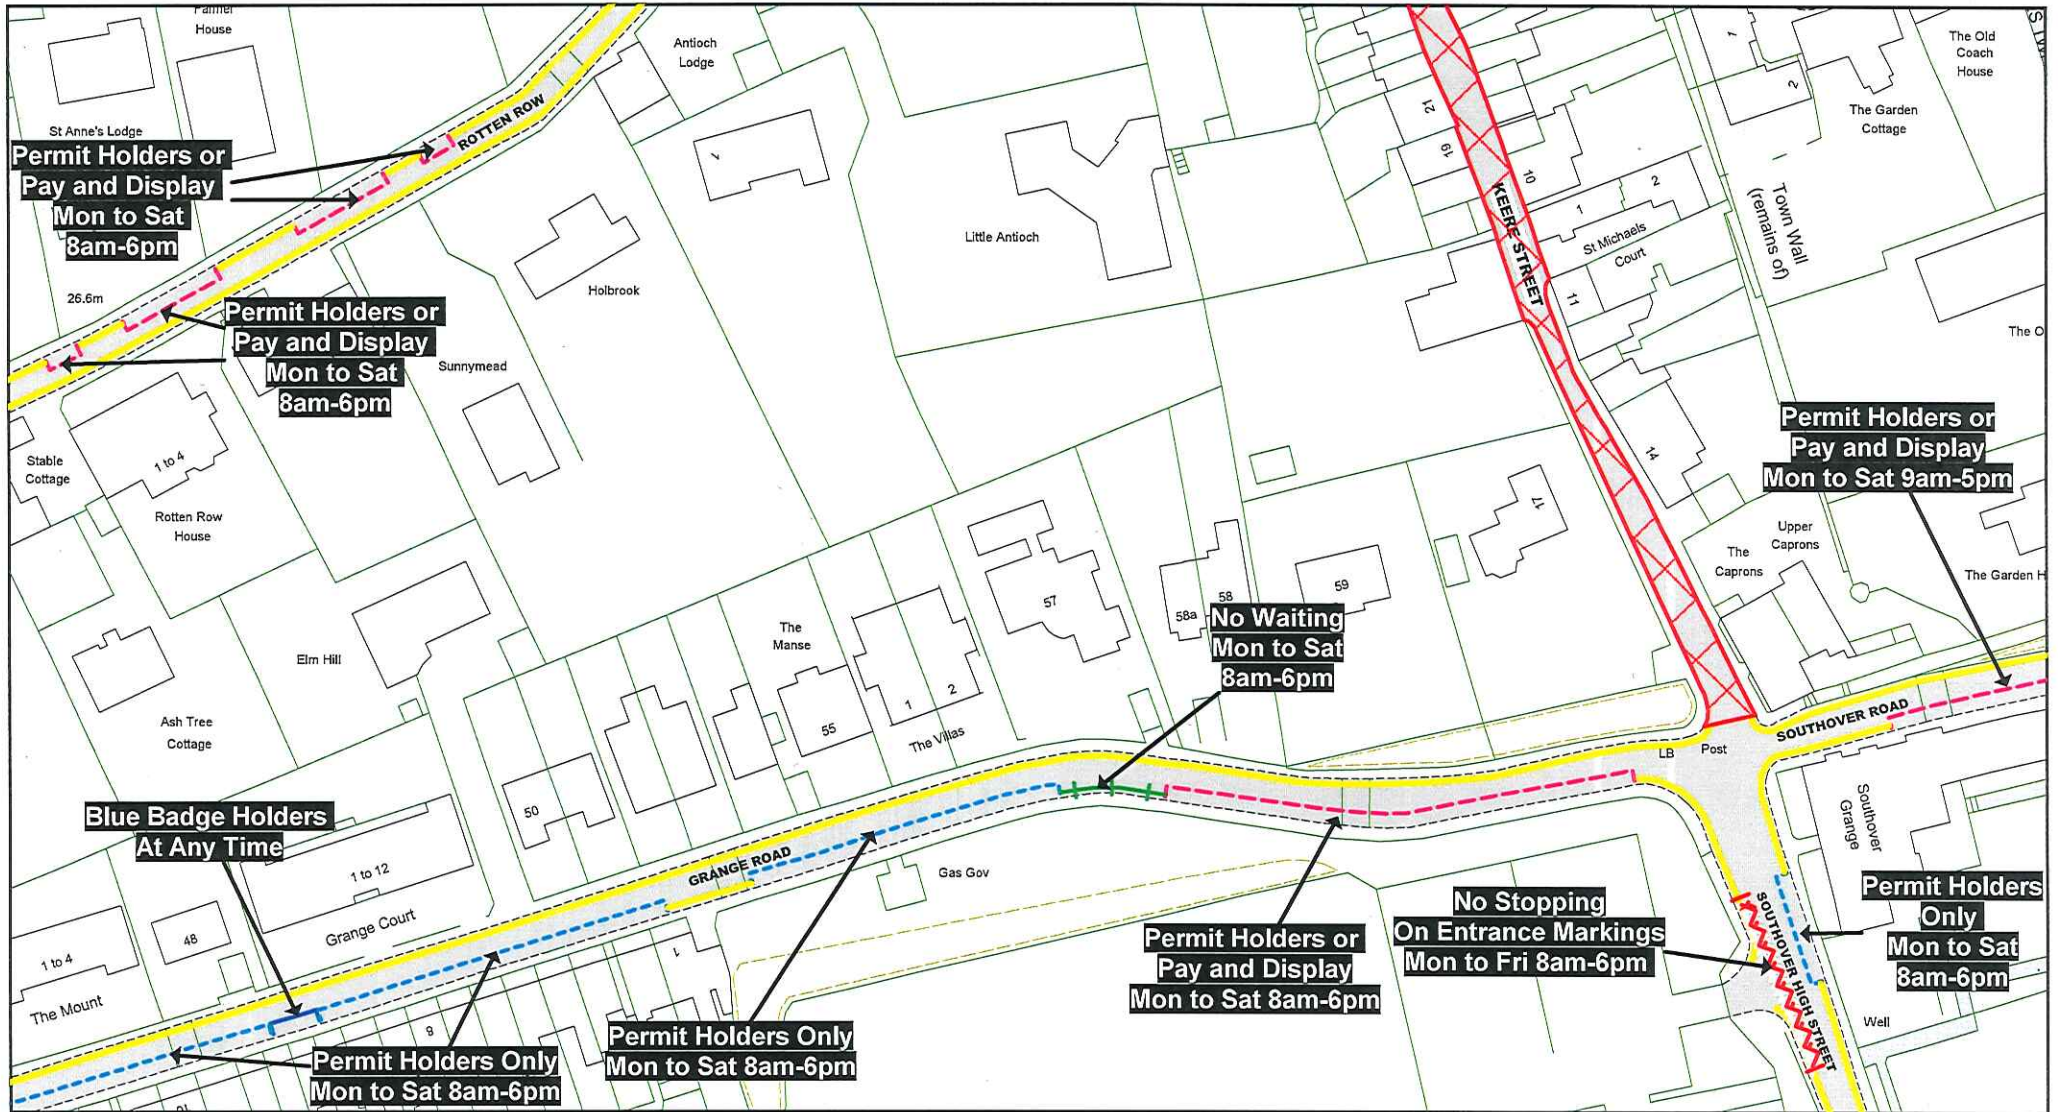 Palmer
House
Antioch
Lodge
St Anne's Lodge
Permit Holders or
Pay and Display
Mon to Sat
8am-6pm
ROTTEN ROW
1
26.6m
Permit Holders or
Pay and Display
Mon to Sat
8am-6pm
Holbrook
Sunnymead
Little Antioch
21
19
10
KEERE STREET
1
2
St Michaels
Court
11
Town Wall
(remains of)
1
2
The Old
Coach
House
The Garden
Cottage
The O
Stable
Cottage
1 to 4
Rotten Row
House
14
Permit Holders or
Pay and Display
Mon to Sat 9am-5pm
Upper
Caprons
The
Caprons
The Garden H
17
57
58a
58
59
No Waiting
Mon to Sat
8am-6pm
Elm Hill
The
Manse
Ash Tree
Cottage
55
1
2
The Villas
50
SOUTHOVER ROAD
LB
Post
Southover
Grange
Blue Badge Holders
At Any Time
1 to 12
GRANGE ROAD
Gas Gov
Grange Court
48
1 to 4
The Mount
1
8
No Stopping
On Entrance Markings
Mon to Fri 8am-6pm
SOUTHOVER HIGH STREET
Permit Holders
Only
Mon to Sat
8am-6pm
Permit Holders or
Pay and Display
Mon to Sat 8am-6pm
Well
Permit Holders Only
Mon to Sat 8am-6pm
Permit Holders Only
Mon to Sat 8am-6pm